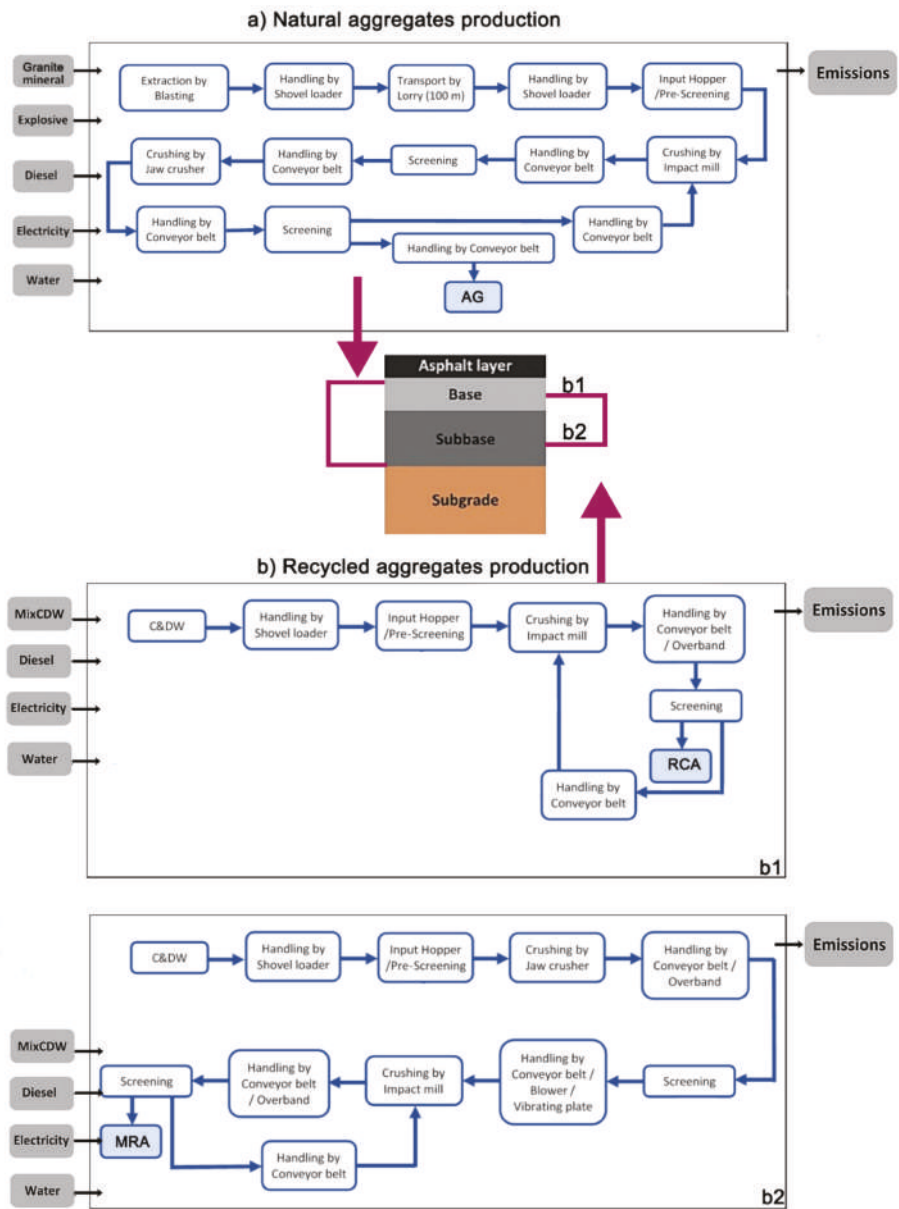 a) Natural aggregates production
Granite
mineral
Explosive
Diesel
Electricity
Water
Extraction by
Blasting
Handling by
Shovel loader
Transport by
Lorry (100 m)
Handling by
Shovel loader
Input Hopper
/Pre-Screening
Emissions
Crushing by
Jaw crusher
Handling by
Conveyor belt
Screening
Handling by
Conveyor belt
Crushing by
Impact mill
Handling by
Conveyor belt
Screening
Handling by
Conveyor belt
Handling by Conveyor belt
AG
Asphalt layer
Base
b1
Subbase
b2
Subgrade
b) Recycled aggregates production
MixCDW
Diesel
Electricity
Water
C&DW
Handling by
Shovel loader
Input Hopper
/Pre-Screening
Crushing by
Impact mill
Handling by
Conveyor belt
/ Overband
Emissions
Screening
RCA
Handling by
Conveyor belt
b1
C&DW
Handling by
Shovel loader
Input Hopper
/Pre-Screening
Crushing by
Jaw crusher
Handling by
Conveyor belt /
Overband
Emissions
MixCDW
Diesel
Electricity
Water
Screening
Handling by
Conveyor belt
/ Overband
Crushing by
Impact mill
Handling by
Conveyor belt /
Blower /
Vibrating plate
Screening
MRA
Handling by
Conveyor belt
b2